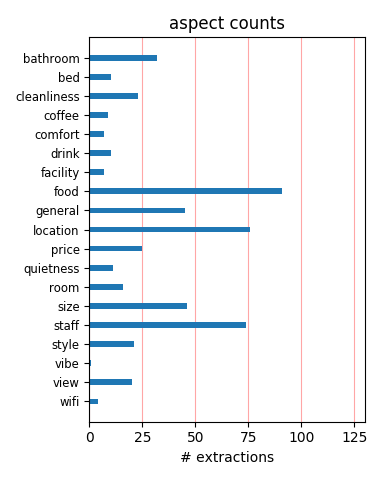 aspect counts
bathroom
bed
cleanliness
coffee
comfort
drink
facility
food
general
location
price
quietness
room
size
staff
style
vibe
view
wifi
0 25 50 75 100 125
# extractions